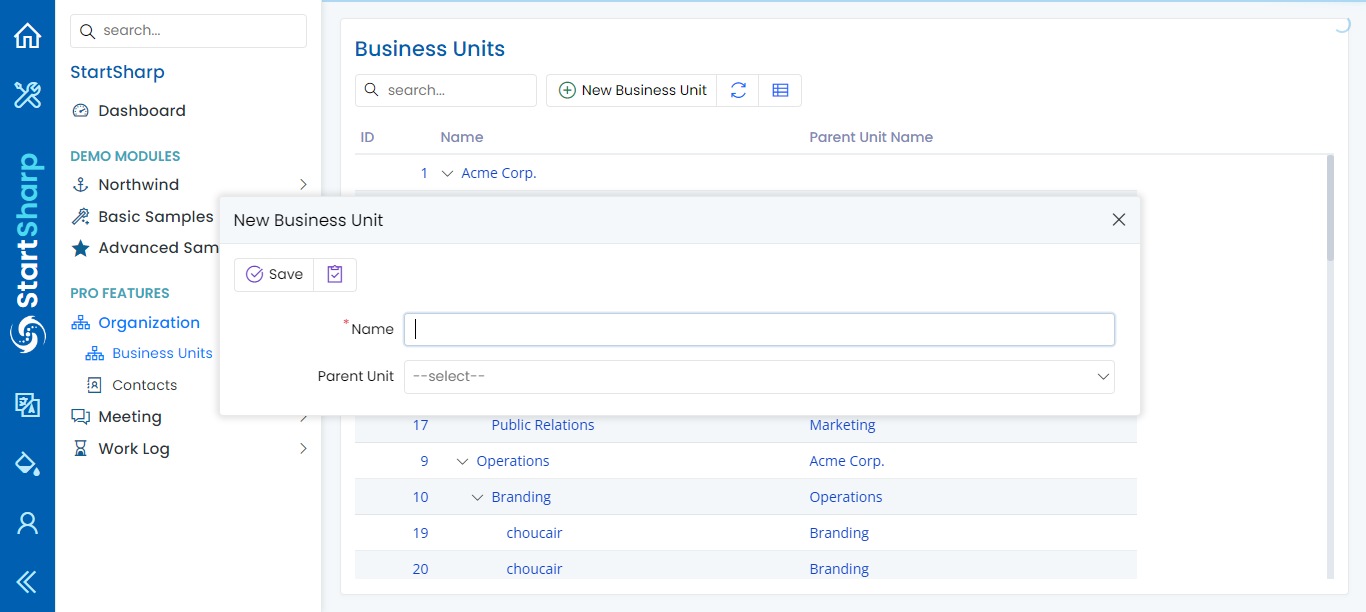 StartSharp
search...
StartSharp
Dashboard
DEMO MODULES
Northwind
Basic Samples
Advanced Sam
PRO FEATURES
Organization
Business Units
Contacts
Meeting
Work Log
Business Units
search...
New Business Unit
ID Name Parent Unit Name
1 Acme Corp.
New Business Unit
Save
* Name
Parent Unit --select--
17 Public Relations Marketing
9 Operations Acme Corp.
10 Branding Operations
19 choucair Branding
20 choucair Branding